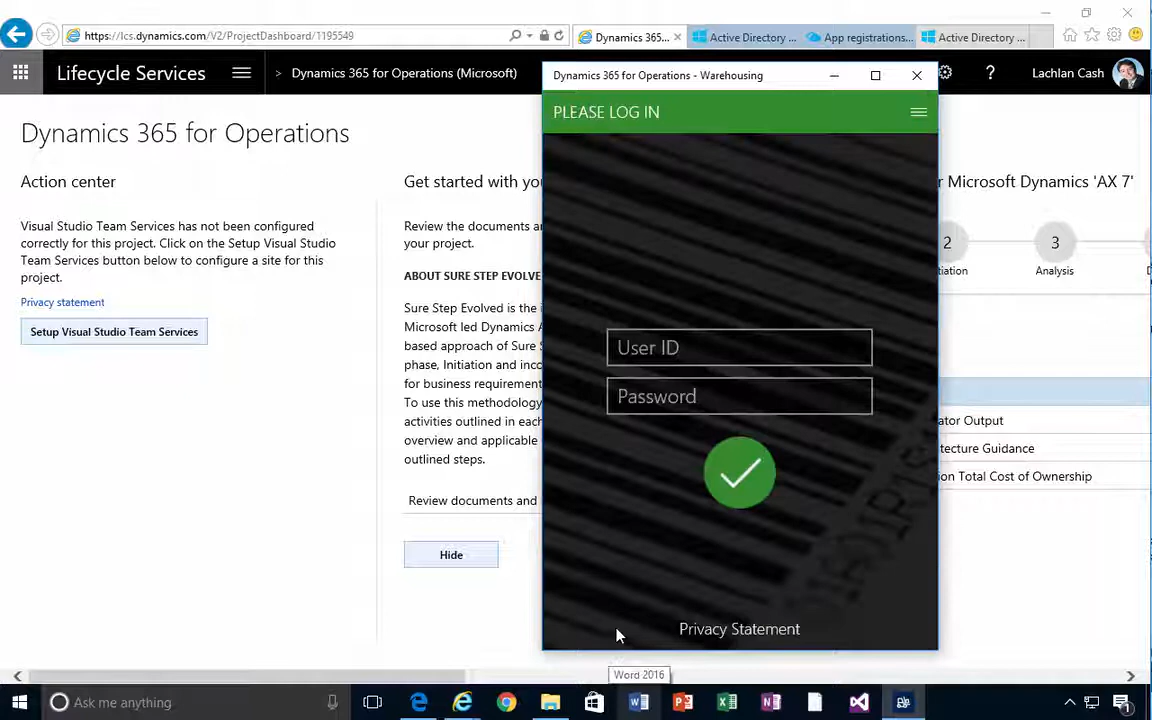 https://lcs.dynamics.com/V2/ProjectDashboard/1195549
Dynamics 365...
Active Directory ...
App registrations...
Active Directory ...
Lifecycle Services
> Dynamics 365 for Operations (Microsoft)
? Lachlan Cash
Dynamics 365 for Operations - Warehousing
PLEASE LOG IN
User ID
Password
Privacy Statement
Dynamics 365 for Operations
Action center
Visual Studio Team Services has not been configured
correctly for this project. Click on the Setup Visual Studio
Team Services button below to configure a site for this
project.
Privacy statement
Setup Visual Studio Team Services
Get started with yo
Review the documents a
your project.
ABOUT SURE STEP EVOLVE
Sure Step Evolved is the i
Microsoft led Dynamics A
based approach of Sure S
phase, Initiation and inco
for business requirement
To use this methodology
activities outlined in each
overview and applicable
outlined steps.
Review documents and
Hide
r Microsoft Dynamics 'AX 7'
2
3
itiation
Analysis
ator Output
tecture Guidance
ion Total Cost of Ownership
Word 2016
Ask me anything
1